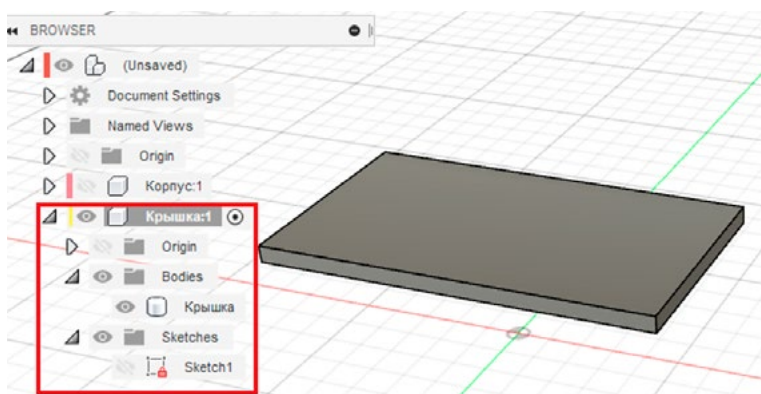 BROWSER
(Unsaved)
Document Settings
Named Views
Origin
Корпус:1
Крышка:1
Origin
Bodies
Крышка
Sketches
Sketch1